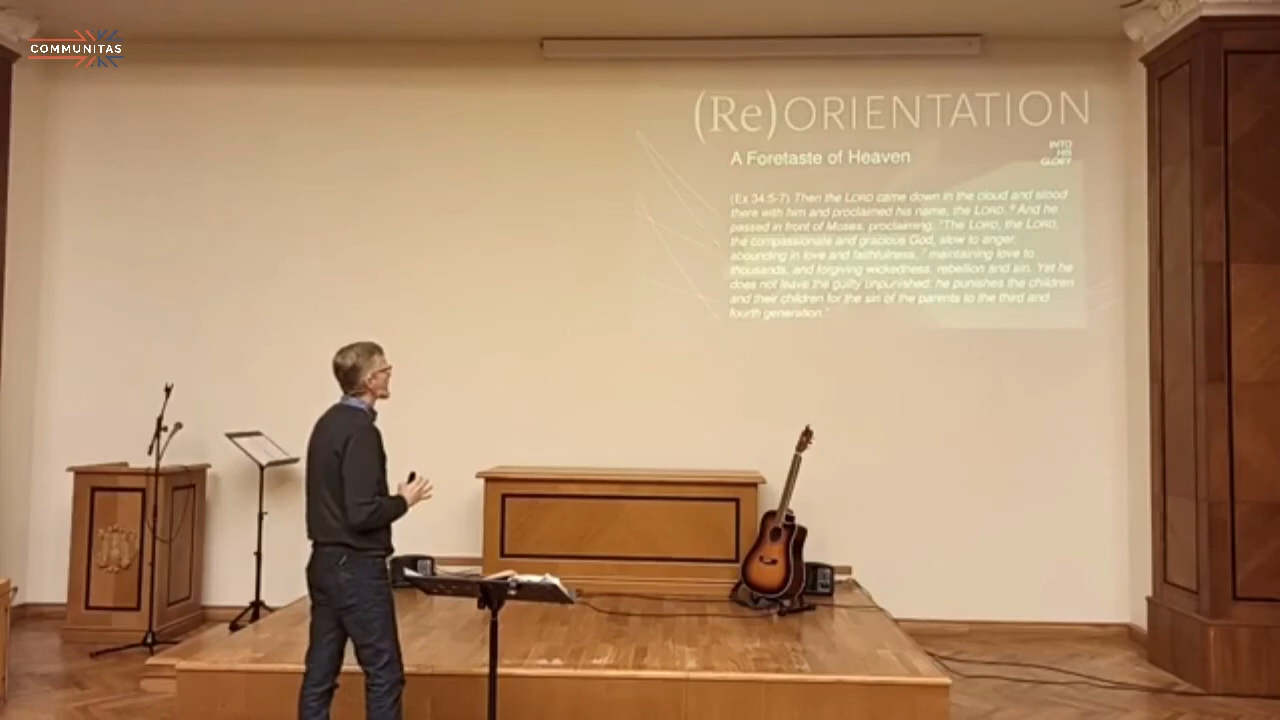 COMMUNITAS
(Re)ORIENTATION
INTO
HIS
GLORY
A Foretaste of Heaven
(Ex 34:5-7) Then the LORD came down in the cloud and stood
there with him and proclaimed his name, the LORD. 6 And he
passed in front of Moses, proclaiming, "The LORD, the LORD,
the compassionate and gracious God, slow to anger,
abounding in love and faithfulness, 7 maintaining love to
thousands, and forgiving wickedness, rebellion and sin. Yet he
does not leave the guilty unpunished; he punishes the children
and their children for the sin of the parents to the third and
fourth generation."